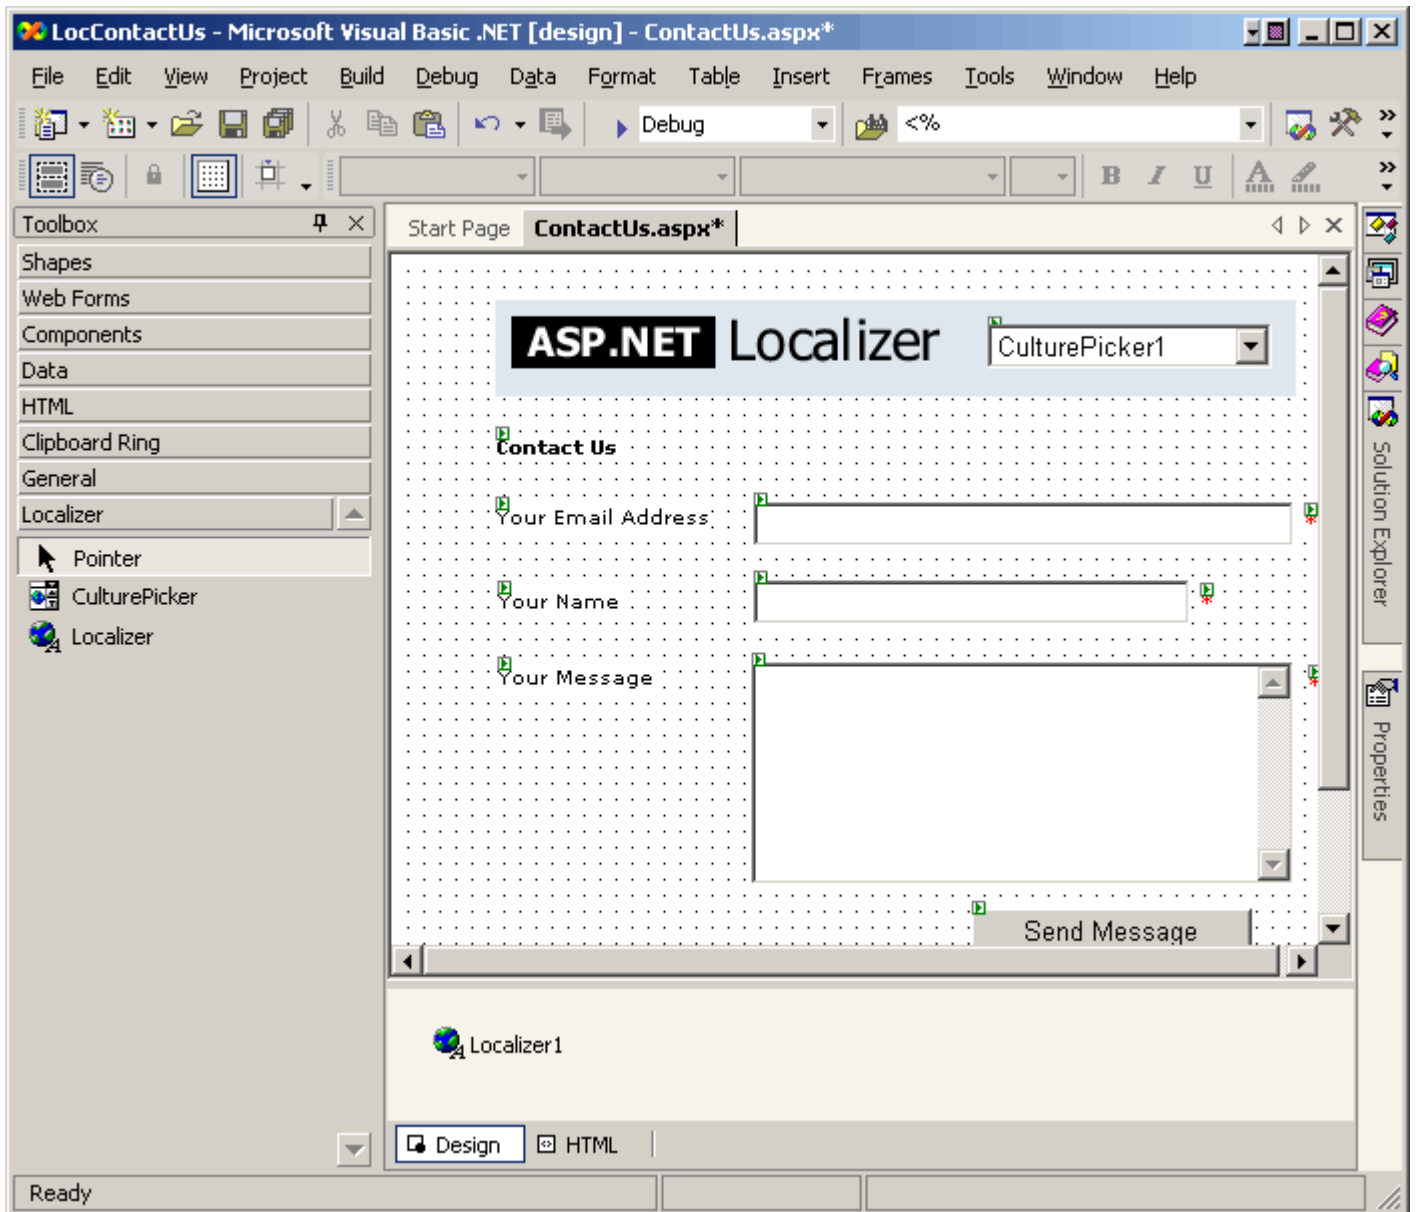 LocContactUs - Microsoft Visual Basic .NET [design] - ContactUs.aspx*
File Edit View Project Build Debug Data Format Table Insert Frames Tools Window Help
Debug <%
B I U A
Toolbox
Start Page ContactUs.aspx*
Shapes
Web Forms
Components
Data
HTML
Clipboard Ring
General
Localizer
Pointer
CulturePicker
Localizer
ASP.NET Localizer CulturePicker1
Contact Us
Your Email Address *
Your Name *
Your Message *
Send Message
Localizer1
Design HTML
Solution Explorer
Properties
Ready